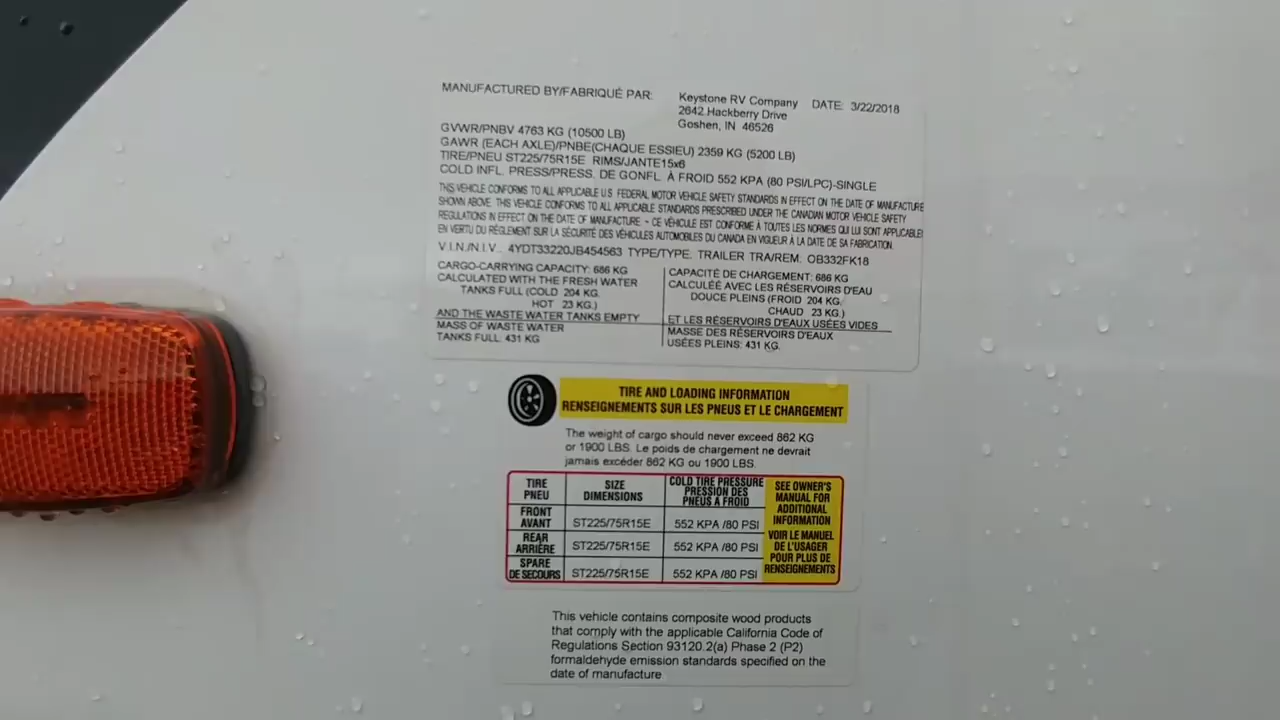 MANUFACTURED BY/FABRIQUÉ PAR: Keystone RV Company DATE: 3/22/2018
2642 Hackberry Drive
Goshen, IN 46526
GVWR/PNBV 4763 KG (10500 LB)
GAWR (EACH AXLE)/PNBE(CHAQUE ESSIEU) 2359 KG (5200 LB)
TIRE/PNEU ST225/75R15E RIMS/JANTE15x6
COLD INFL. PRESS/PRESS. DE GONFL. À FROID 552 KPA (80 PSI/LPC)-SINGLE
THIS VEHICLE CONFORMS TO ALL APPLICABLE U.S. FEDERAL MOTOR VEHICLE SAFETY STANDARDS IN EFFECT ON THE DATE OF MANUFACTURE
SHOWN ABOVE. THIS VEHICLE CONFORMS TO ALL APPLICABLE STANDARDS PRESCRIBED UNDER THE CANADIAN MOTOR VEHICLE SAFETY
REGULATIONS IN EFFECT ON THE DATE OF MANUFACTURE. - CE VÉHICULE EST CONFORME À TOUTES LES NORMES QUI LUI SONT APPLICABLES
EN VERTU DU RÈGLEMENT SUR LA SÉCURITÉ DES VÉHICULES AUTOMOBILES DU CANADA EN VIGUEUR À LA DATE DE SA FABRICATION.
V.I.N./N.I.V.. 4YDT33220JB454563 TYPE/TYPE. TRAILER TRA/REM. OB332FK18
CARGO-CARRYING CAPACITY: 686 KG
CALCULATED WITH THE FRESH WATER
TANKS FULL (COLD 204 KG.
HOT 23 KG.)
AND THE WASTE WATER TANKS EMPTY
MASS OF WASTE WATER
TANKS FULL: 431 KG
CAPACITÉ DE CHARGEMENT: 686 KG
CALCULÉE AVEC LES RÉSERVOIRS D'EAU
DOUCE PLEINS (FROID 204 KG.
CHAUD 23 KG.)
ET LES RÉSERVOIRS D'EAUX USÉES VIDES
MASSE DES RÉSERVOIRS D'EAUX
USÉES PLEINS: 431 KG.
TIRE AND LOADING INFORMATION
RENSEIGNEMENTS SUR LES PNEUS ET LE CHARGEMENT
The weight of cargo should never exceed 862 KG
or 1900 LBS. Le poids de chargement ne devrait
jamais excéder 862 KG ou 1900 LBS.
TIRE
PNEU
SIZE
DIMENSIONS
COLD TIRE PRESSURE
PRESSION DES
PNEUS A FROID
FRONT
AVANT
ST225/75R15E 552 KPA /80 PSI
REAR
ARRIÈRE
ST225/75R15E 552 KPA /80 PSI
SPARE
DE SECOURS
ST225/75R15E 552 KPA /80 PSI
SEE OWNER'S
MANUAL FOR
ADDITIONAL
INFORMATION
VOIR LE MANUEL
DE L'USAGER
POUR PLUS DE
RENSEIGNEMENTS
This vehicle contains composite wood products
that comply with the applicable California Code of
Regulations Section 93120.2(a) Phase 2 (P2)
formaldehyde emission standards specified on the
date of manufacture